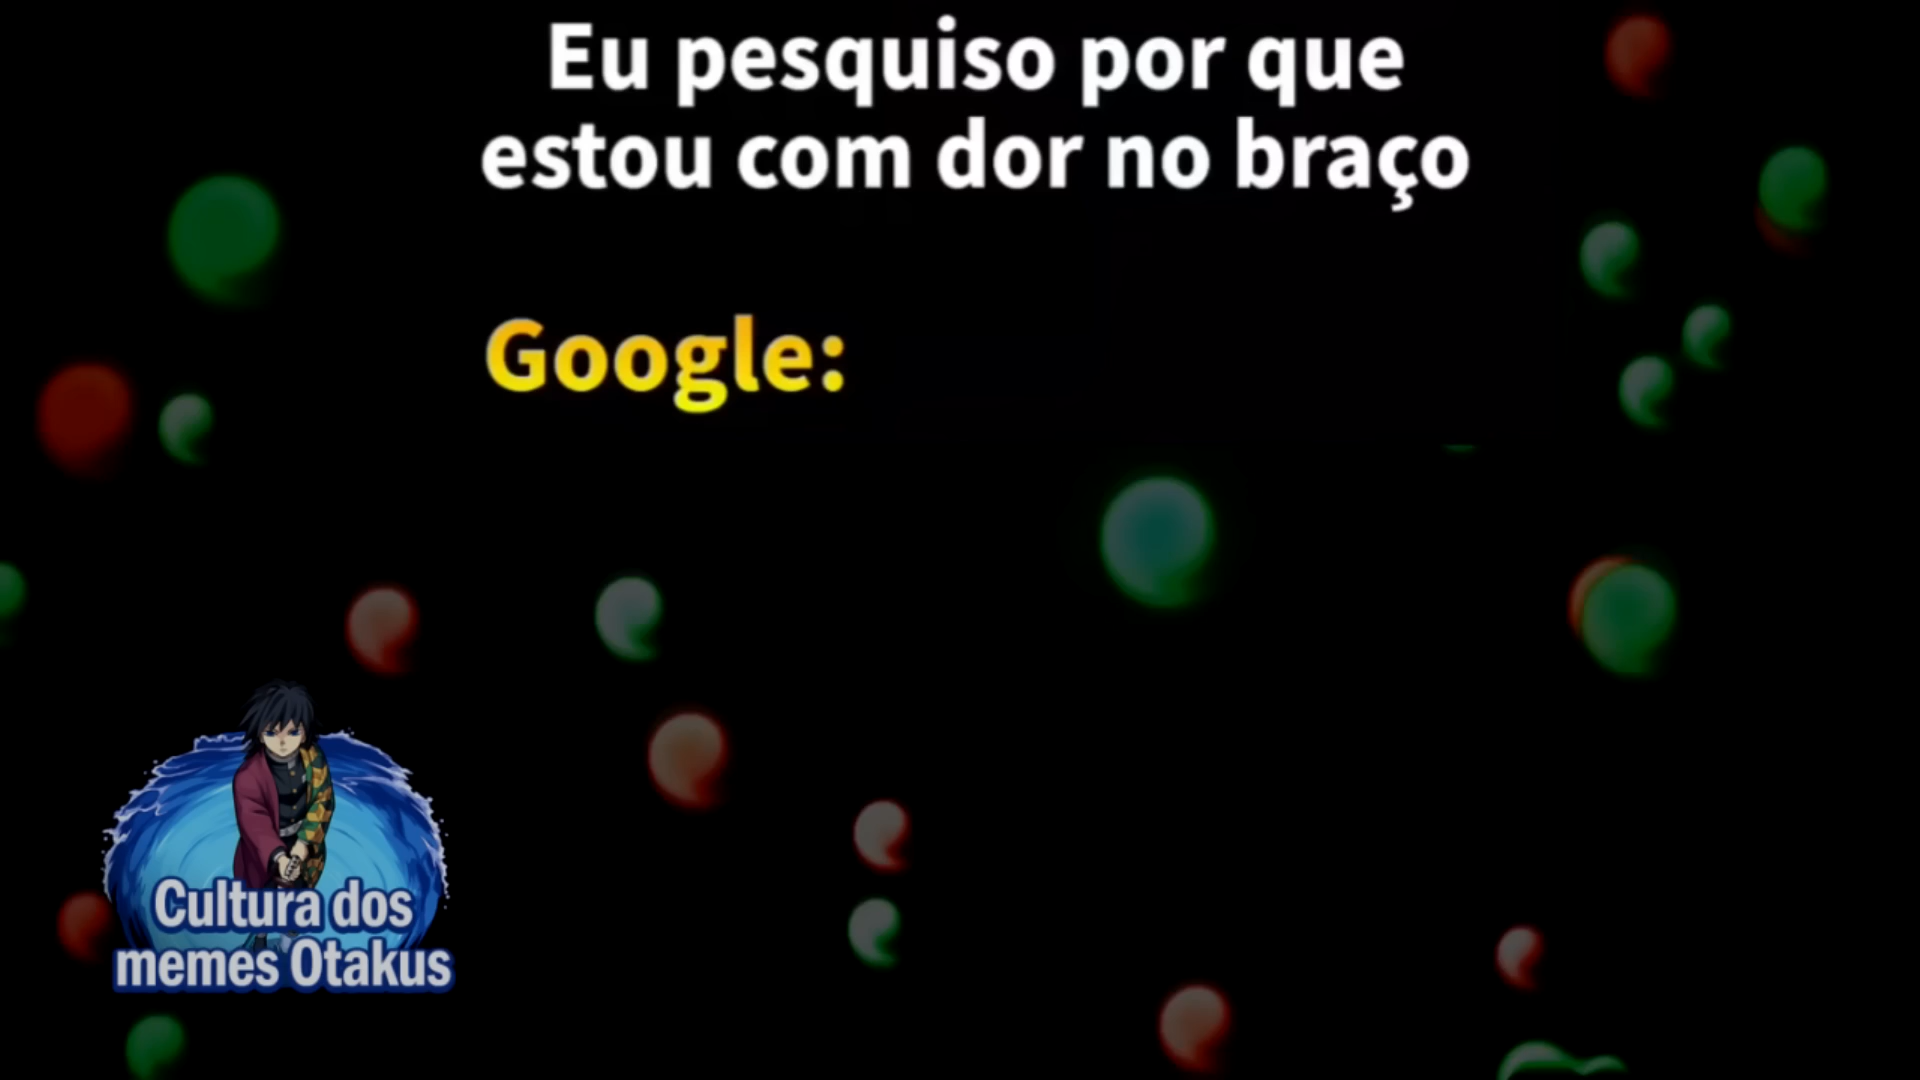 Eu pesquiso por que
estou com dor no braço
Google:
Cultura dos
memes Otakus